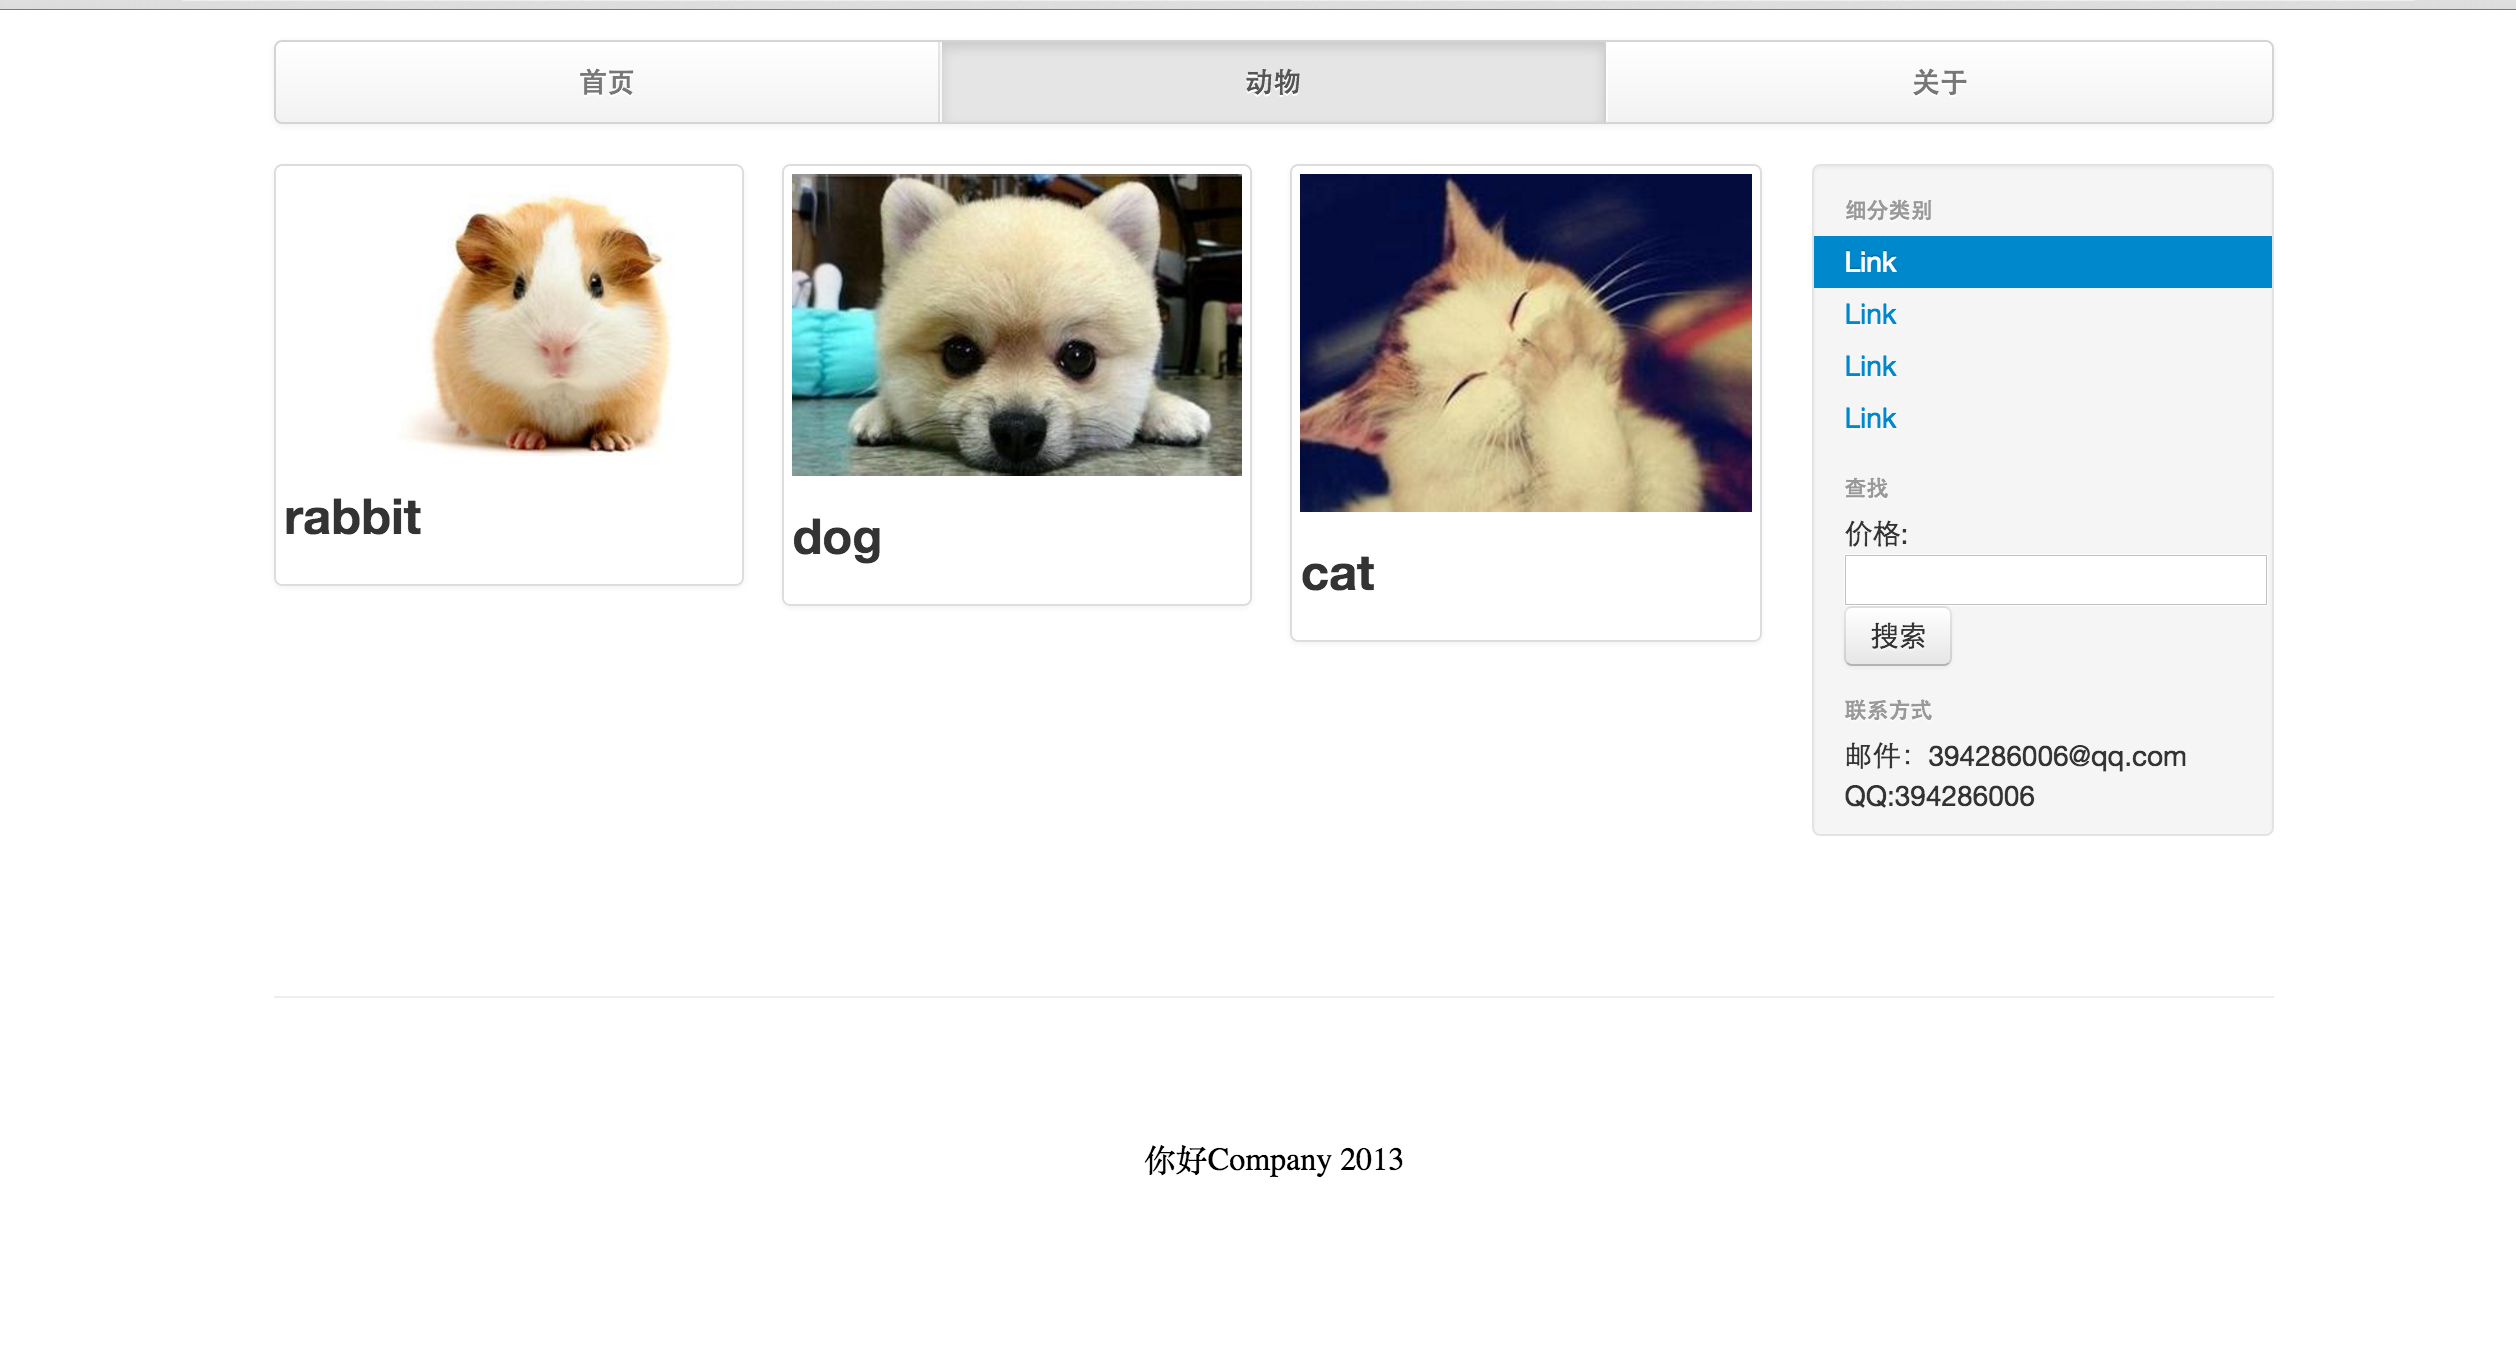 首页
动物
关于
rabbit
dog
cat
细分类别
Link
Link
Link
Link
查找
价格:
搜索
联系方式
邮件：394286006@qq.com
QQ:394286006
你好Company 2013